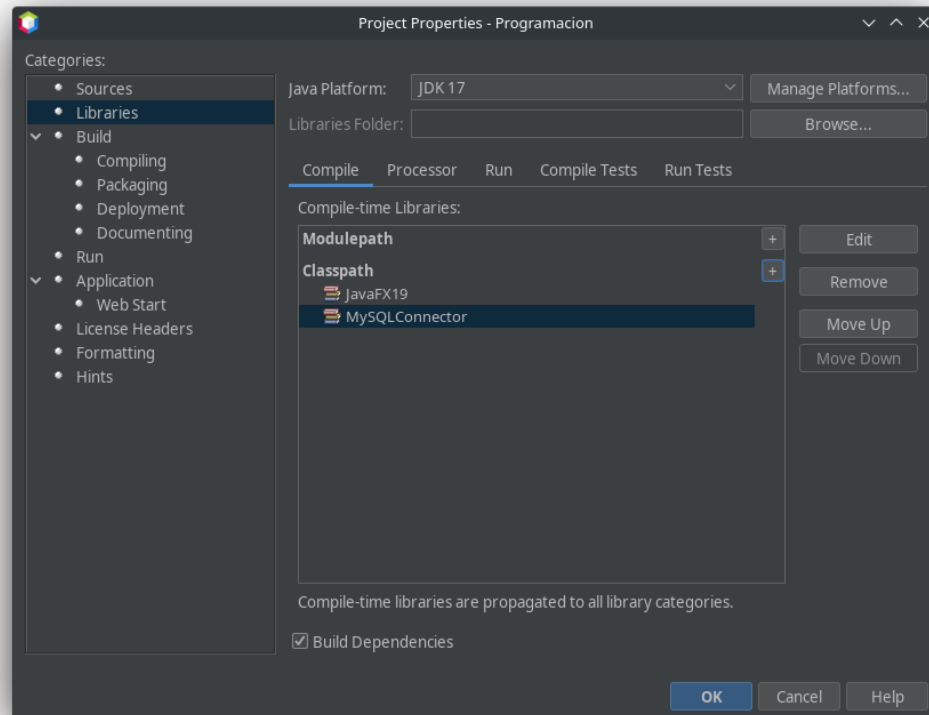 Project Properties - Programacion
Categories:
Sources
Libraries
Build
Compiling
Packaging
Deployment
Documenting
Run
Application
Web Start
License Headers
Formatting
Hints
Java Platform:
JDK 17
Manage Platforms...
Libraries Folder:
Browse...
Compile Processor Run Compile Tests Run Tests
Compile-time Libraries:
Modulepath
+
Classpath
+
JavaFX19
MySQLConnector
Edit
Remove
Move Up
Move Down
Compile-time libraries are propagated to all library categories.
Build Dependencies
OK Cancel Help